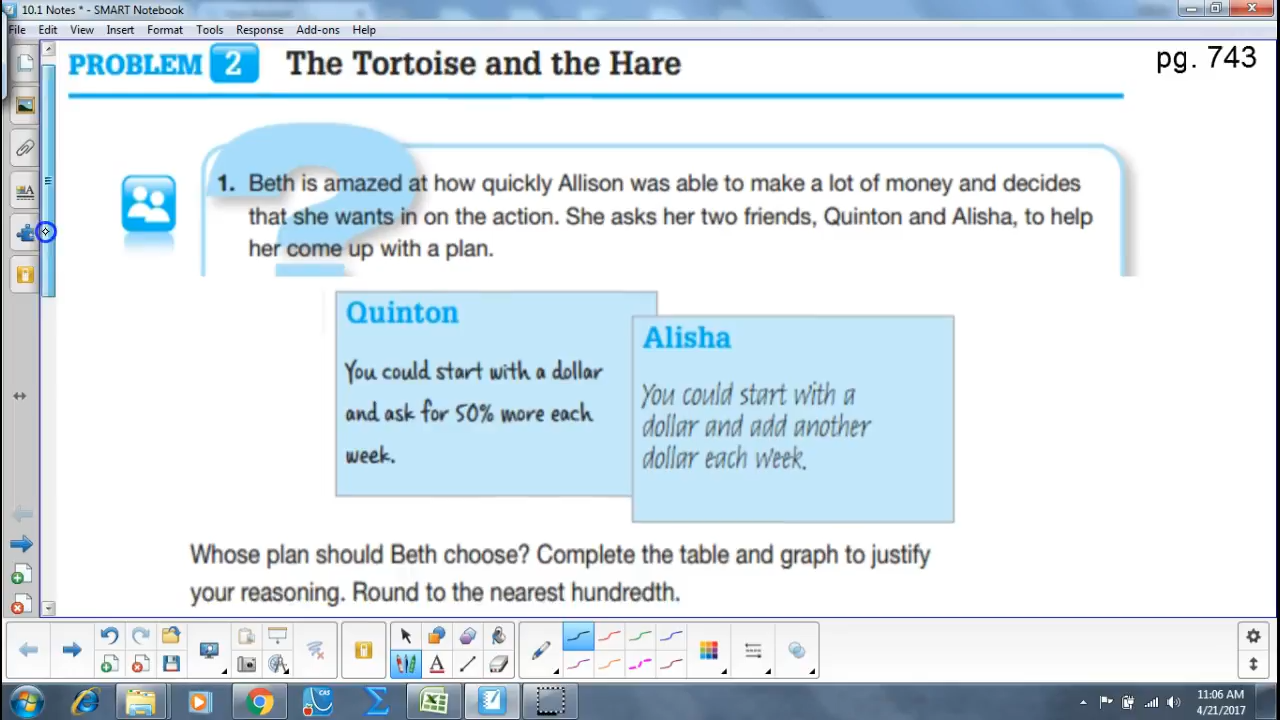 10.1 Notes * - SMART Notebook
File Edit View Insert Format Tools Response Add-ons Help
PROBLEM 2 The Tortoise and the Hare
pg. 743
?
1. Beth is amazed at how quickly Allison was able to make a lot of money and decides
that she wants in on the action. She asks her two friends, Quinton and Alisha, to help
her come up with a plan.
Quinton
You could start with a dollar
and ask for 50% more each
week.
Alisha
You could start with a
dollar and add another
dollar each week.
Whose plan should Beth choose? Complete the table and graph to justify
your reasoning. Round to the nearest hundredth.
A
CAS
Σ
11:06 AM
4/21/2017